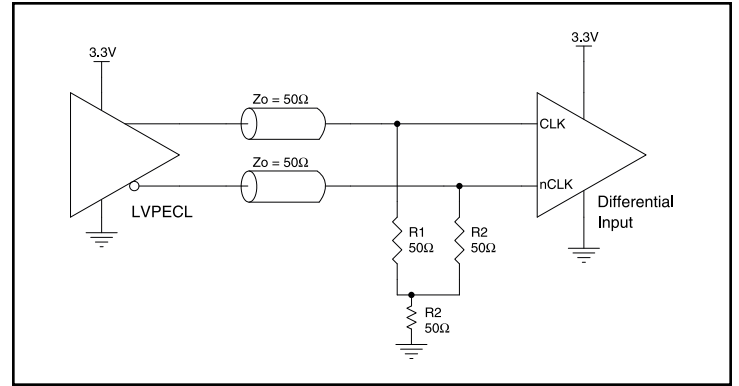 3.3V
3.3V
Zo = 50Ω
CLK
Zo = 50Ω
nCLK
LVPECL
Differential
Input
R1
50Ω
R2
50Ω
R2
50Ω